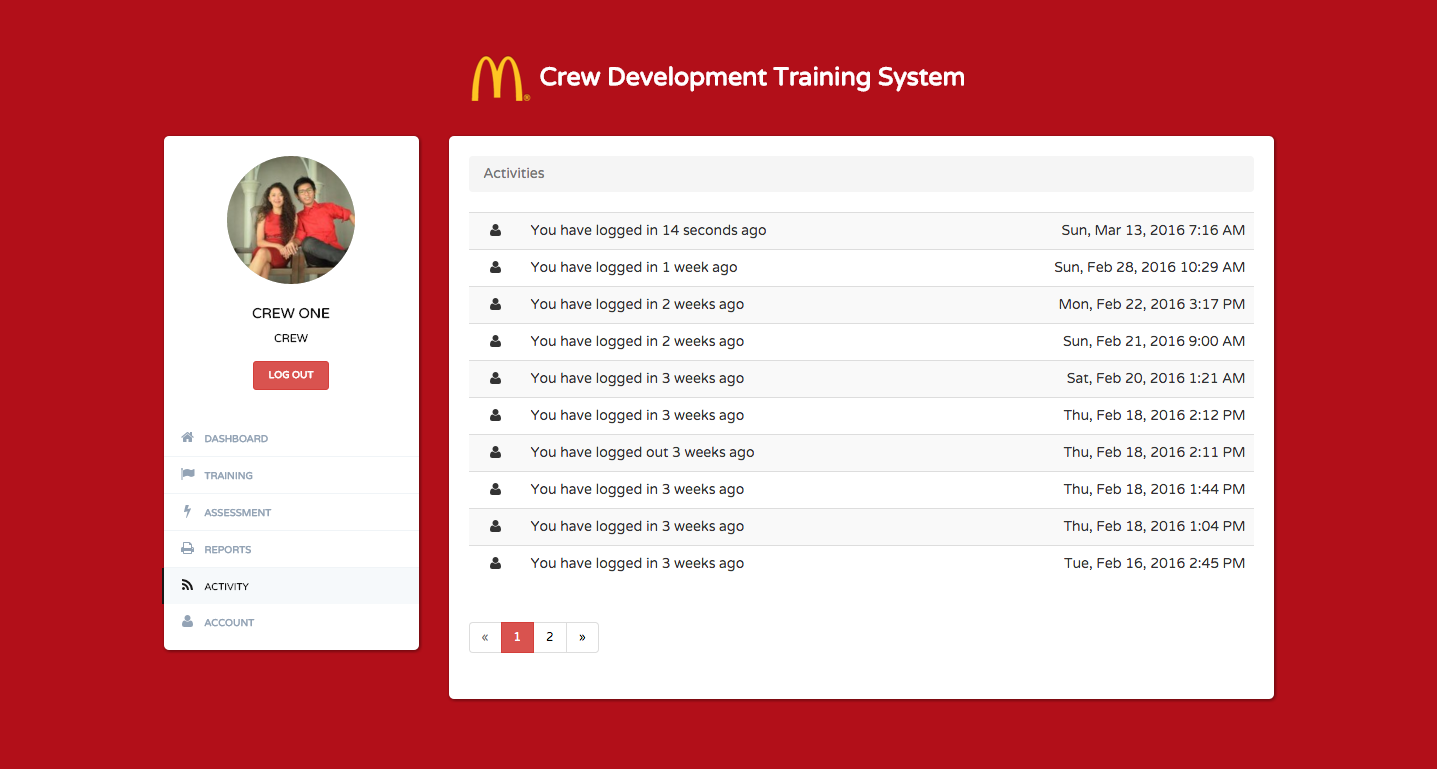 Crew Development Training System
CREW ONE
CREW
LOG OUT
DASHBOARD
TRAINING
ASSESSMENT
REPORTS
ACTIVITY
ACCOUNT
Activities
You have logged in 14 seconds ago Sun, Mar 13, 2016 7:16 AM
You have logged in 1 week ago Sun, Feb 28, 2016 10:29 AM
You have logged in 2 weeks ago Mon, Feb 22, 2016 3:17 PM
You have logged in 2 weeks ago Sun, Feb 21, 2016 9:00 AM
You have logged in 3 weeks ago Sat, Feb 20, 2016 1:21 AM
You have logged in 3 weeks ago Thu, Feb 18, 2016 2:12 PM
You have logged out 3 weeks ago Thu, Feb 18, 2016 2:11 PM
You have logged in 3 weeks ago Thu, Feb 18, 2016 1:44 PM
You have logged in 3 weeks ago Thu, Feb 18, 2016 1:04 PM
You have logged in 3 weeks ago Tue, Feb 16, 2016 2:45 PM
« 1 2 »